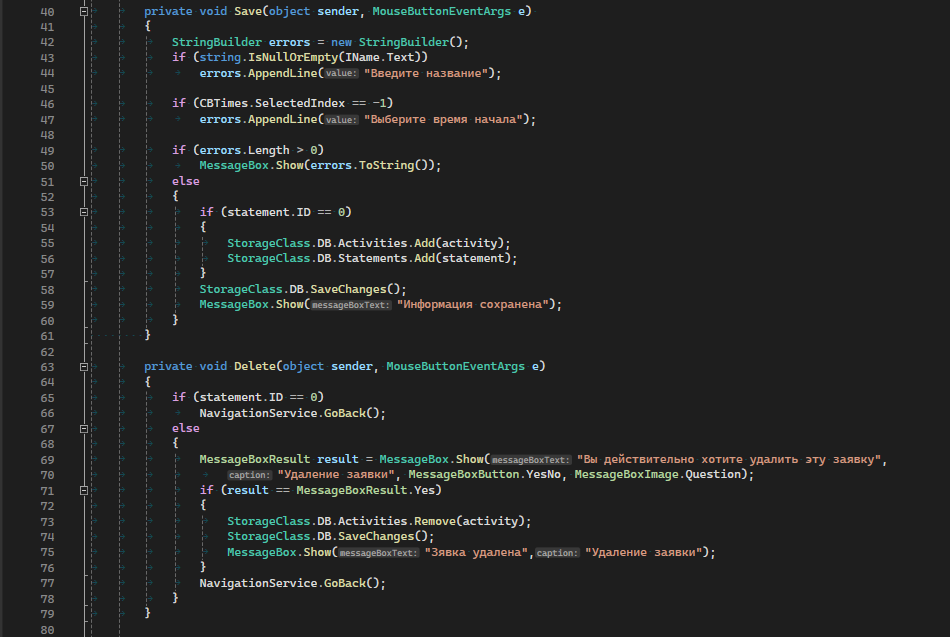 40 private void Save(object sender, MouseButtonEventArgs e)
41 {
42 StringBuilder errors = new StringBuilder();
43 if (string.IsNullOrEmpty(IName.Text))
44 errors.AppendLine(value: "Введите название");
45
46 if (CBTimes.SelectedIndex == -1)
47 errors.AppendLine(value: "Выберите время начала");
48
49 if (errors.Length > 0)
50 MessageBox.Show(errors.ToString());
51 else
52 {
53 if (statement.ID == 0)
54 {
55 StorageClass.DB.Activities.Add(activity);
56 StorageClass.DB.Statements.Add(statement);
57 }
58 StorageClass.DB.SaveChanges();
59 MessageBox.Show(messageBoxText: "Информация сохранена");
60 }
61 }
62
63 private void Delete(object sender, MouseButtonEventArgs e)
64 {
65 if (statement.ID == 0)
66 NavigationService.GoBack();
67 else
68 {
69 MessageBoxResult result = MessageBox.Show(messageBoxText: "Вы действительно хотите удалить эту заявку",
70 caption: "Удаление заявки", MessageBoxButton.YesNo, MessageBoxImage.Question);
71 if (result == MessageBoxResult.Yes)
72 {
73 StorageClass.DB.Activities.Remove(activity);
74 StorageClass.DB.SaveChanges();
75 MessageBox.Show(messageBoxText: "Зявка удалена",caption: "Удаление заявки");
76 }
77 NavigationService.GoBack();
78 }
79 }
80